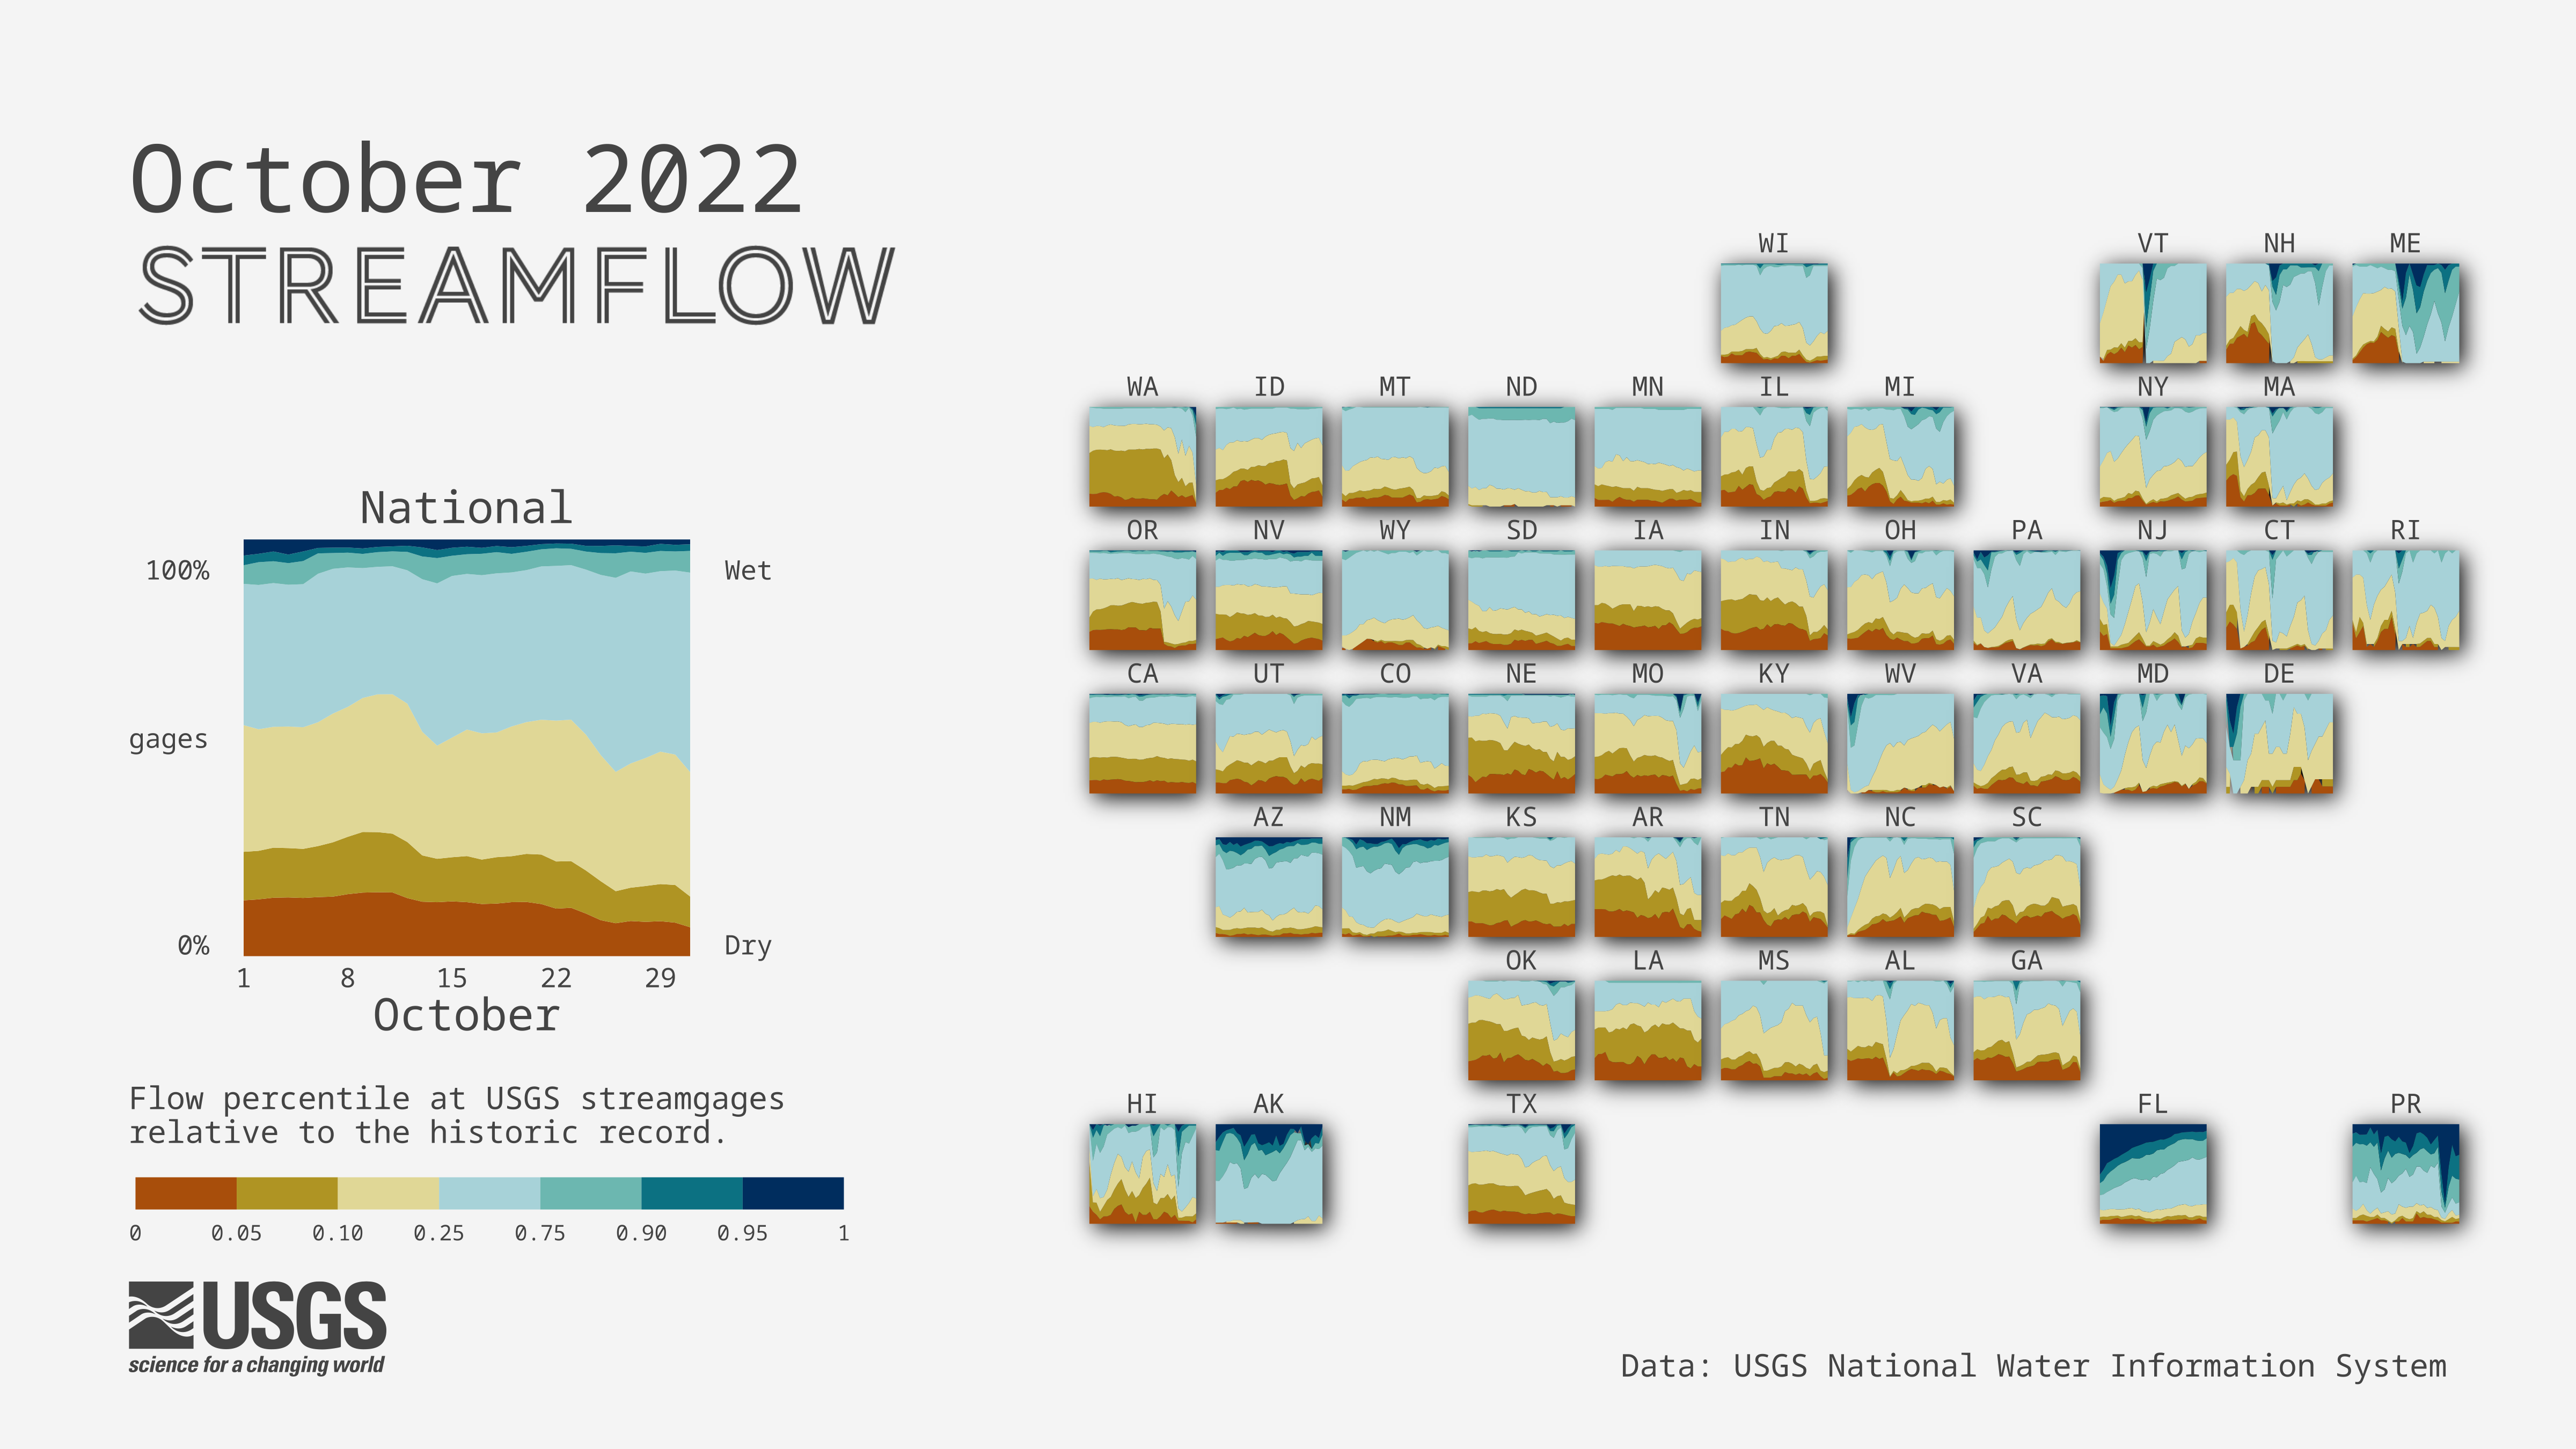 October 2022
STREAMFLOW
National
100%
Wet
gages
0%
Dry
1 8 15 22 29
October
Flow percentile at USGS streamgages
relative to the historic record.
0 0.05 0.10 0.25 0.75 0.90 0.95 1
USGS
science for a changing world
WI VT NH ME
WA ID MT ND MN IL MI NY MA
OR NV WY SD IA IN OH PA NJ CT RI
CA UT CO NE MO KY WV VA MD DE
AZ NM KS AR TN NC SC
OK LA MS AL GA
HI AK TX FL PR
Data: USGS National Water Information System